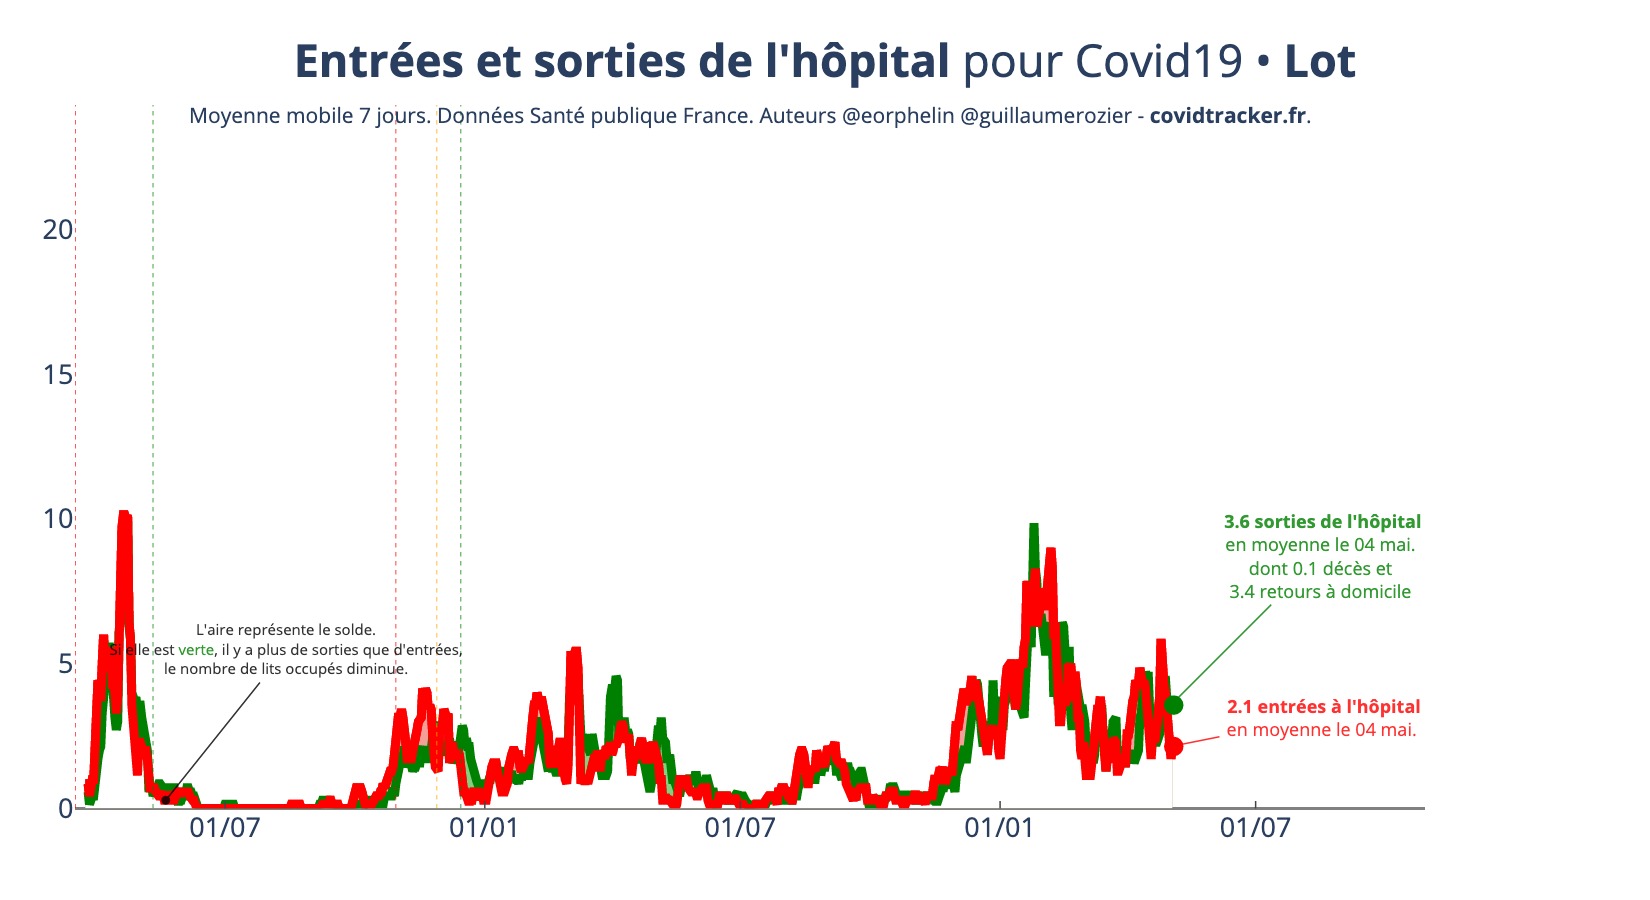 Entrées et sorties de l'hôpital pour Covid19 • Lot
Moyenne mobile 7 jours. Données Santé publique France. Auteurs @eorphelin @guillaumerozier - covidtracker.fr.
20
15
10
5
0
L'aire représente le solde.
Si elle est verte, il y a plus de sorties que d'entrées,
le nombre de lits occupés diminue.
3.6 sorties de l'hôpital
en moyenne le 04 mai.
dont 0.1 décès et
3.4 retours à domicile
2.1 entrées à l'hôpital
en moyenne le 04 mai.
01/07
01/01
01/07
01/01
01/07